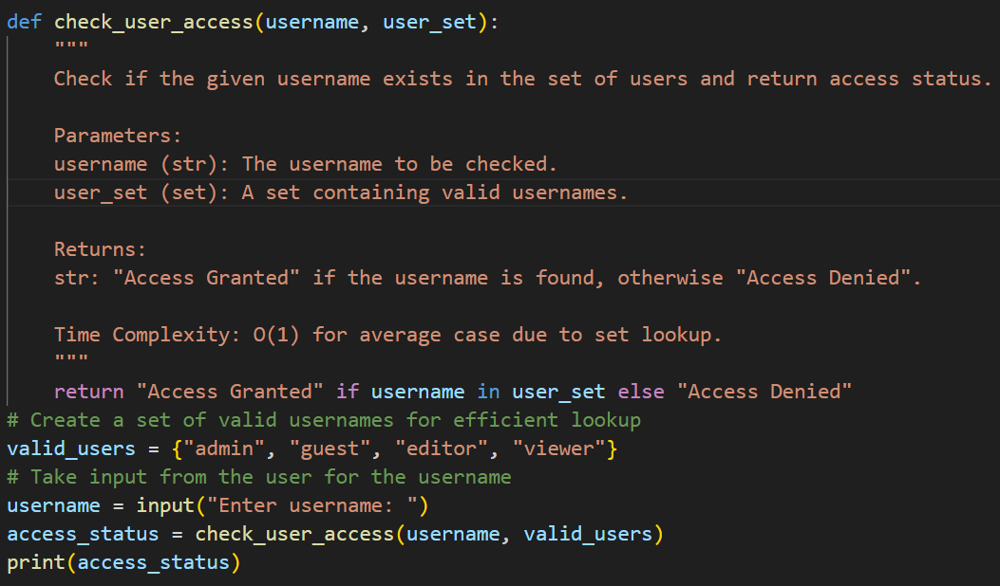 def check_user_access(username, user_set):
    """
    Check if the given username exists in the set of users and return access status.

    Parameters:
    username (str): The username to be checked.
    user_set (set): A set containing valid usernames.

    Returns:
    str: "Access Granted" if the username is found, otherwise "Access Denied".

    Time Complexity: O(1) for average case due to set lookup.
    """
    return "Access Granted" if username in user_set else "Access Denied"
# Create a set of valid usernames for efficient lookup
valid_users = {"admin", "guest", "editor", "viewer"}
# Take input from the user for the username
username = input("Enter username: ")
access_status = check_user_access(username, valid_users)
print(access_status)